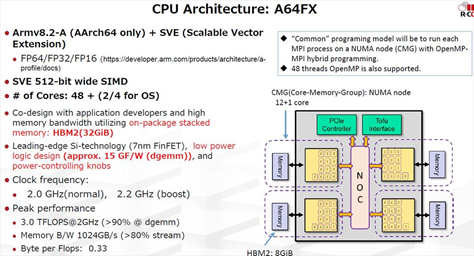 CPU Architecture: A64FX
R-CC
Armv8.2-A (AArch64 only) + SVE (Scalable Vector
Extension)
FP64/FP32/FP16 (https://developer.arm.com/products/architecture/a-
profile/docs)
SVE 512-bit wide SIMD
# of Cores: 48 + (2/4 for OS)
Co-design with application developers and high
memory bandwidth utilizing on-package stacked
memory: HBM2(32GiB)
Leading-edge Si-technology (7nm FinFET), low power
logic design (approx. 15 GF/W (dgemm)), and
power-controlling knobs
Clock frequency:
2.0 GHz(normal), 2.2 GHz (boost)
Peak performance
3.0 TFLOPS@2GHz (>90% @ dgemm)
Memory B/W 1024GB/s (>80% stream)
Byte per Flops: 0.33
"Common" programing model will be to run each
MPI process on a NUMA node (CMG) with OpenMP-
MPI hybrid programming.
48 threads OpenMP is also supported.
CMG(Core-Memory-Group): NUMA node
12+1 core
PCIe
Controller
Tofu
Interface
Memory
Memory
NOC
Memory
Memory
HBM2: 8GiB